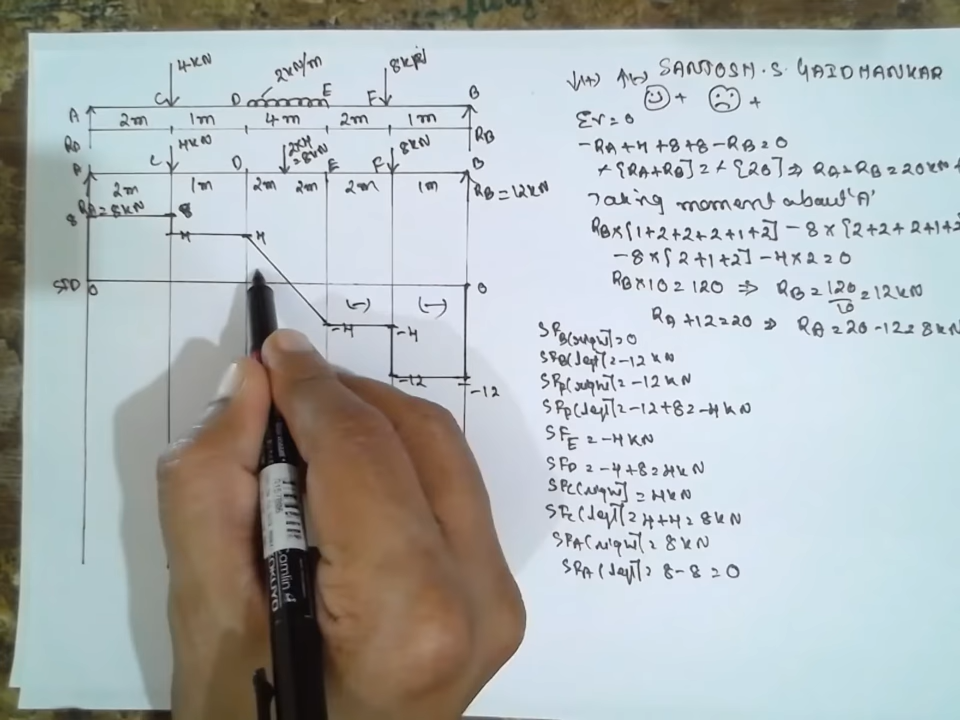 4KN
2KN/m
8KN
A C D E F B
2m 1m 4m 2m 1m
RA
RB
4KN
2x4
=8KN
8KN
A C D E F B
2m 1m 2m 2m 2m 1m
RA=8KN
RB=12KN
8 8
4 4
SFD 0 0
(-) (-)
-4 -4
-12 -12
↓(+) ↑(-) SANTOSH.S.GAIDHANKAR
+ +
Σv=0
-RA+4+8+8-RB=0
+{RA+RB}=+{20} ⇒ RA+RB=20KN
Taking moment about 'A'
RB×[1+2+2+2+1+2]-8×[2+2+2+1+2]
-8×[2+1+2]-4×2=0
RB×10=120 ⇒ RB=120/10=12KN
RA+12=20 ⇒ RA=20-12=8KN
SFB(right)=0
SFB(left)=-12KN
SFF(right)=-12KN
SFF(left)=-12+8=-4KN
SFE=-4KN
SFD=-4+8=4KN
SFC(right)=4KN
SFC(left)=4+4=8KN
SFA(right)=8KN
SFA(left)=8-8=0
KOKUYO
Camlin